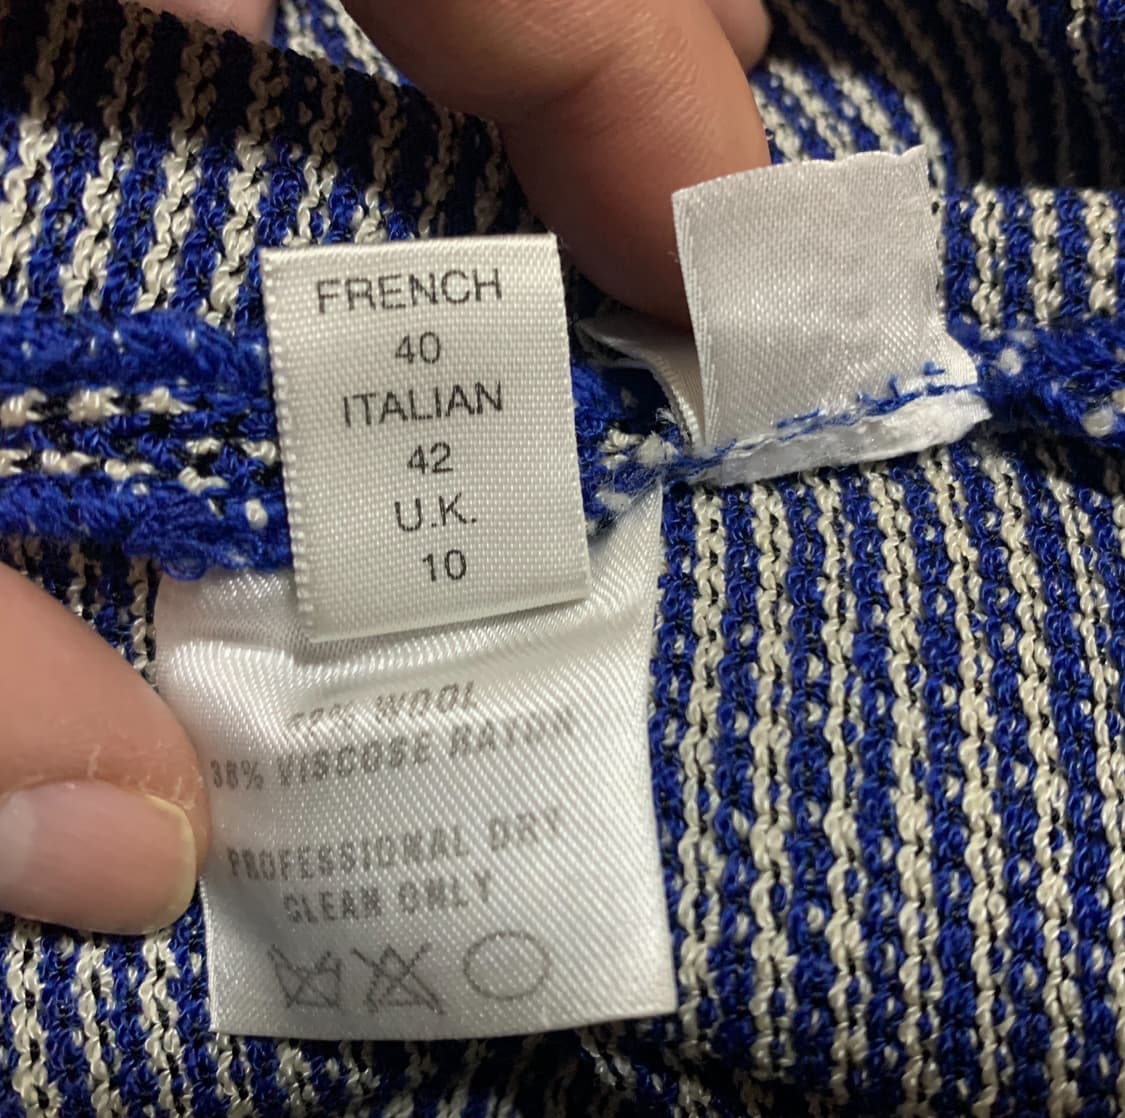 FRENCH
40
ITALIAN
42
U.K.
10
WOOL
38% VISCOSE RAYON
PROFESSIONAL DRY
CLEAN ONLY